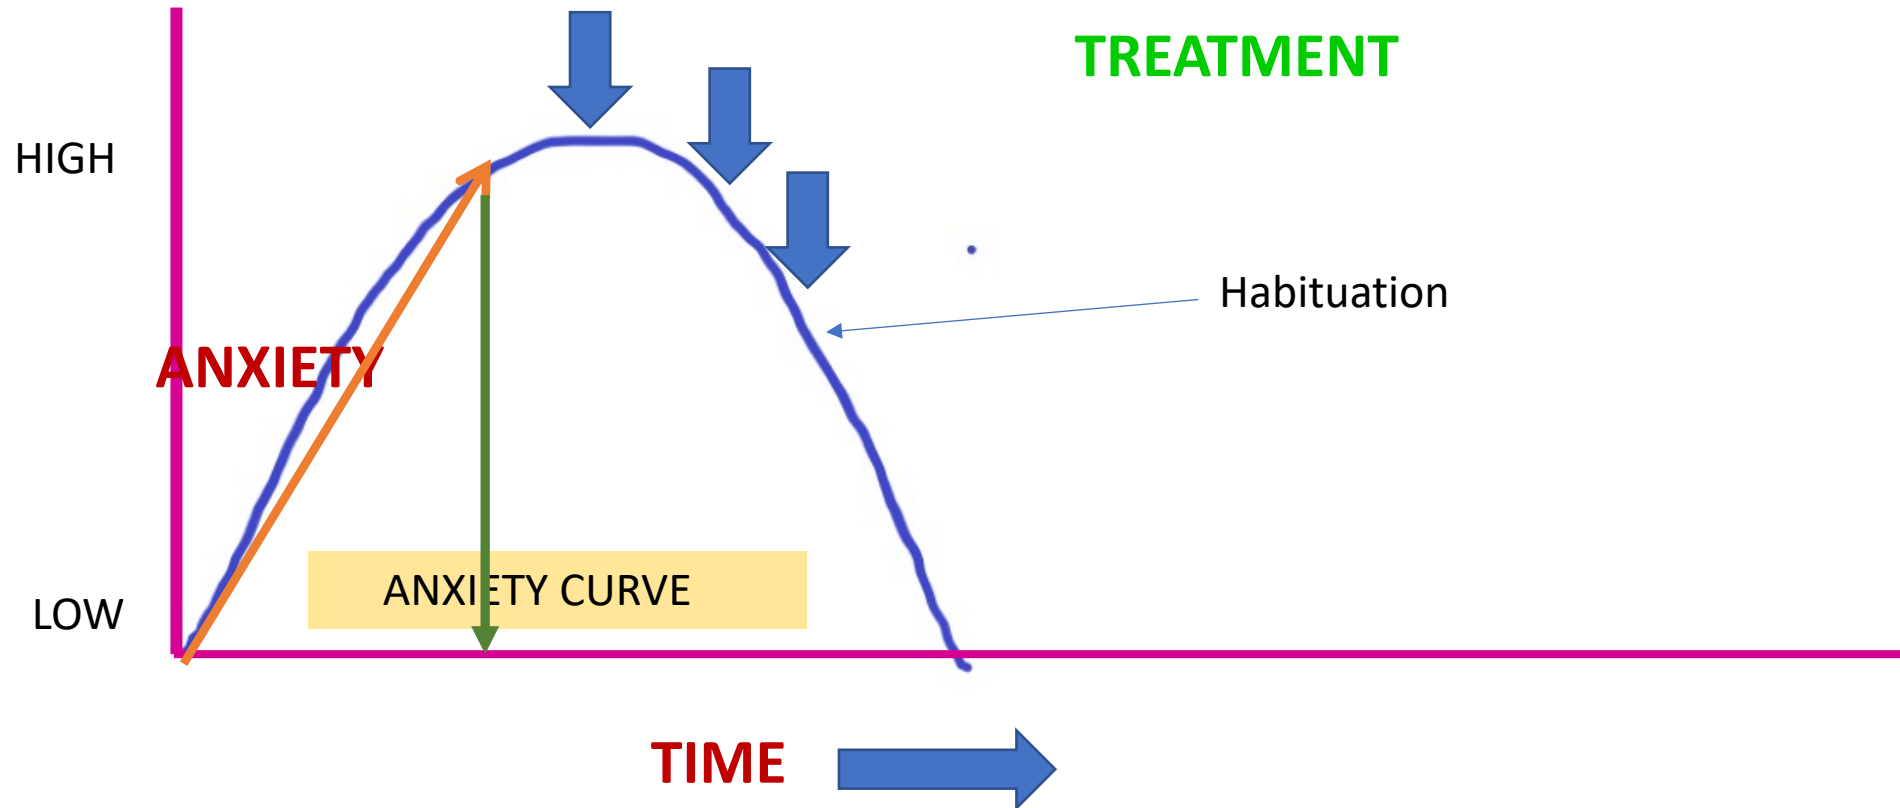 TREATMENT
HIGH
Habituation
ANXIETY
ANXIETY CURVE
LOW
TIME